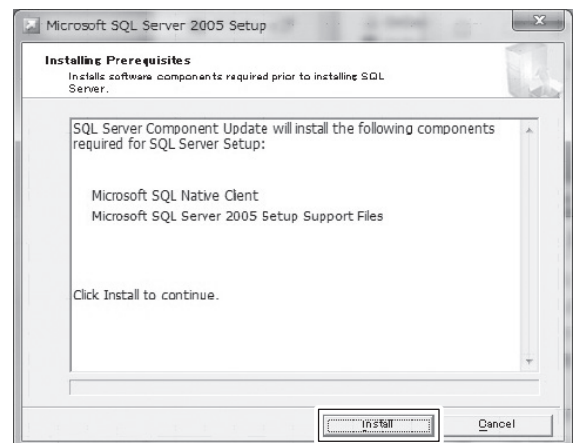 Microsoft SQL Server 2005 Setup
Installing Prerequisites
Installs software components required prior to installing SQL
Server.
SQL Server Component Update will install the following components
required for SQL Server Setup:
Microsoft SQL Native Client
Microsoft SQL Server 2005 Setup Support Files
Click Install to continue.
Install
Cancel